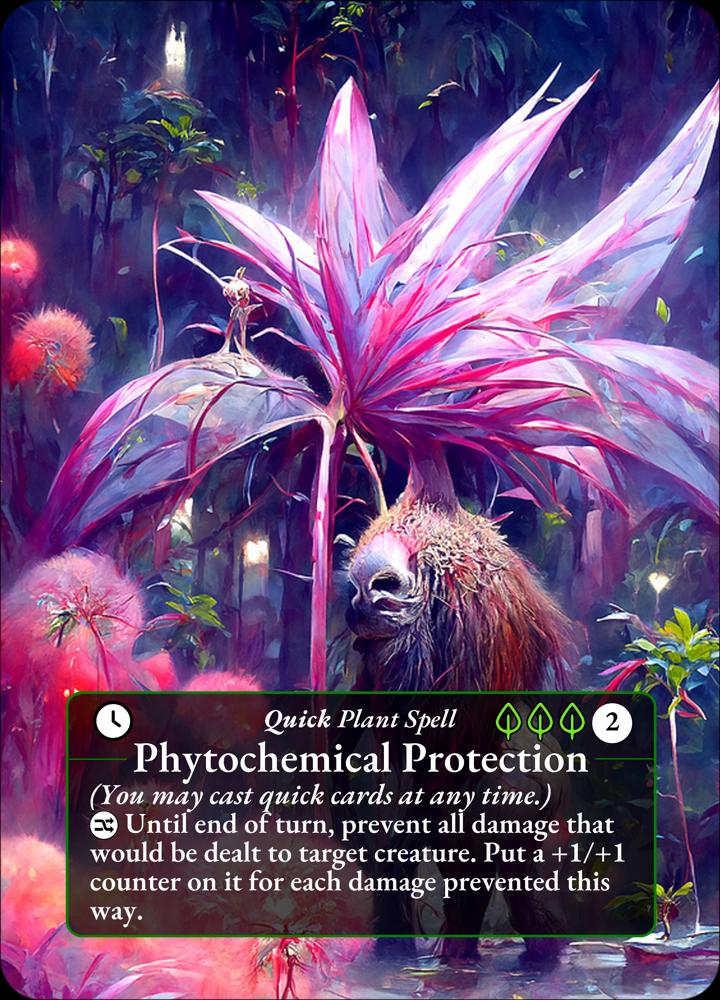 Quick Plant Spell 2
Phytochemical Protection
(You may cast quick cards at any time.)
Until end of turn, prevent all damage that
would be dealt to target creature. Put a +1/+1
counter on it for each damage prevented this
way.